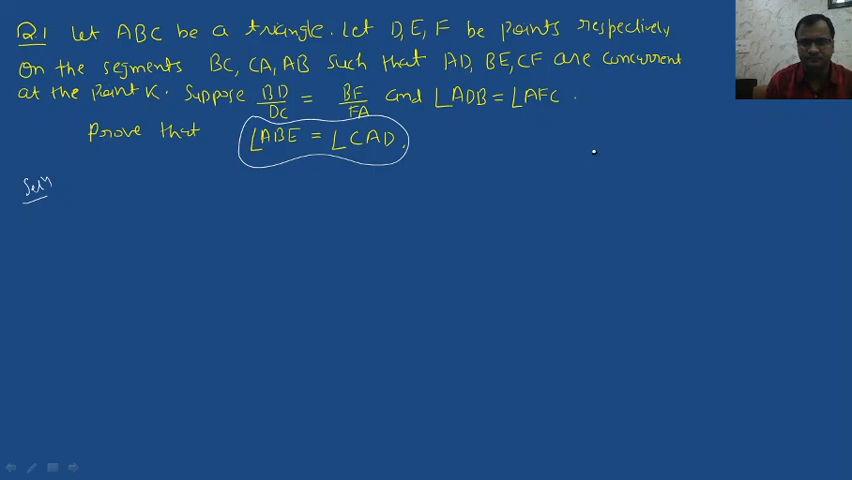 Q.1 Let ABC be a triangle. Let D, E, F be points respectively
on the segments BC, CA, AB such that AD, BE, CF are concurrent
at the point K. Suppose BD/DC = BF/FA and ∠ADB = ∠AFC.
Prove that ∠ABE = ∠CAD.
Solⁿ